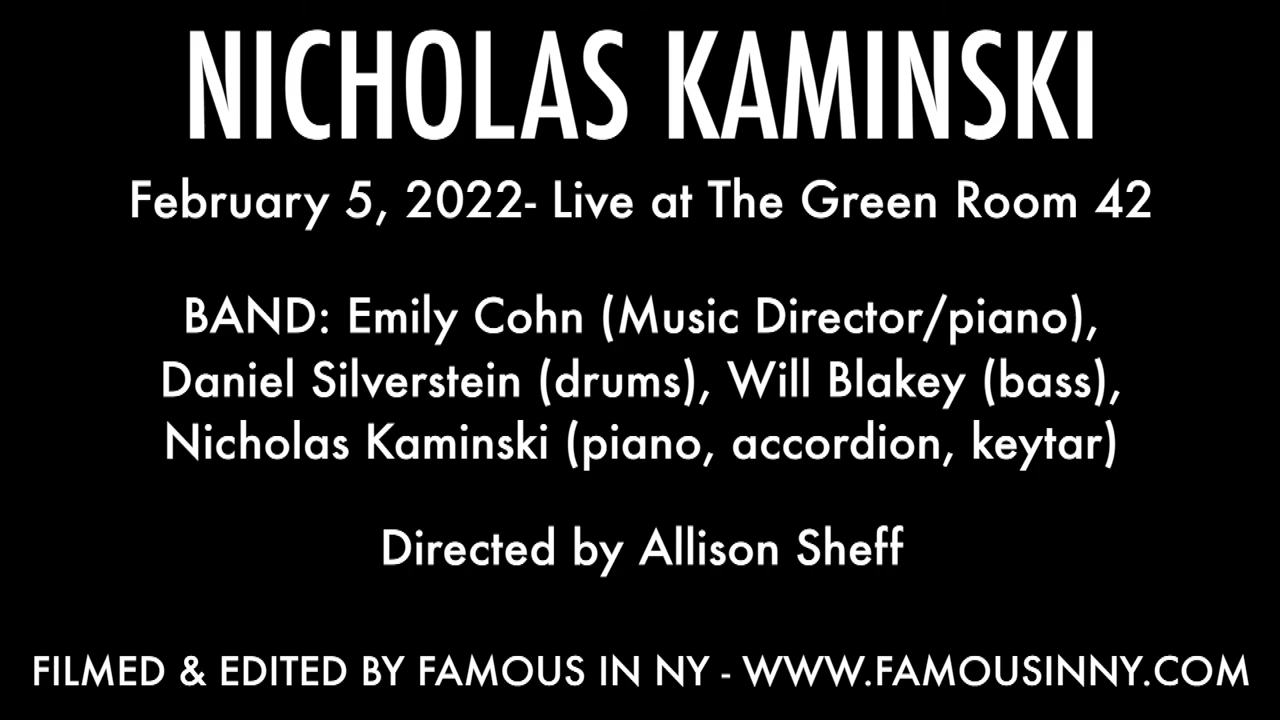 NICHOLAS KAMINSKI
February 5, 2022- Live at The Green Room 42
BAND: Emily Cohn (Music Director/piano),
Daniel Silverstein (drums), Will Blakey (bass),
Nicholas Kaminski (piano, accordion, keytar)
Directed by Allison Sheff
FILMED & EDITED BY FAMOUS IN NY - WWW.FAMOUSINNY.COM